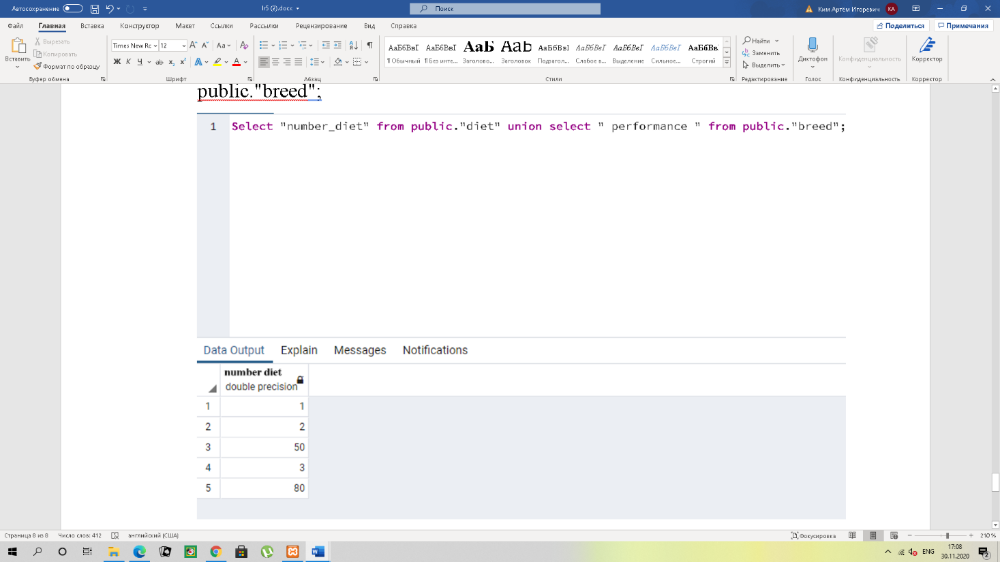 Автосохранение
lr5 (2).docx
Поиск
Ким Артём Игоревич
КА
Файл Главная Вставка Конструктор Макет Ссылки Рассылки Рецензирование Вид Справка
Поделиться Примечания
Вставить
Вырезать
Копировать
Формат по образцу
Буфер обмена
Times New Rc 12
Шрифт
Абзац
АаБбВвГ АаБбВвГ АаБ АаБ АаБбВвГ АаБбВвГ АаБбВвГ АаБбВвГ АаБбВв
¶ Обычный ¶ Без инте... Заголово... Заголовок Подзагол... Слабое в... Выделение Сильное... Строгий
Стили
Найти
Заменить
Выделить
Редактирование
Диктофон
Голос
Конфиденциальность
Конфиденциальность
Корректор
Корректор
public."breed";
1 Select "number_diet" from public."diet" union select " performance " from public."breed";
Data Output Explain Messages Notifications
number diet
double precision
1 1
2 2
3 50
4 3
5 80
Страница 8 из 8 Число слов: 412 английский (США)
Фокусировка
210 %
ENG
17:08
30.11.2020
2